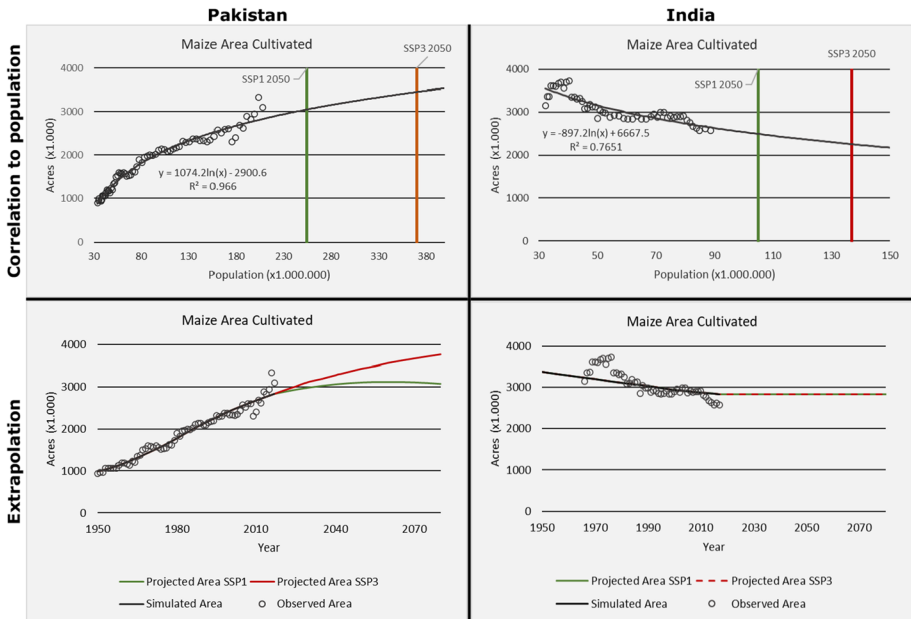 Pakistan
India
Correlation to population
Maize Area Cultivated
SSP3 2050
SSP1 2050
4000
3000
2000
1000
0
Acres (x1.000)
y = 1074.2ln(x) - 2900.6
R² = 0.966
30 80 130 180 230 280 330 380
Population (x1.000.000)
Maize Area Cultivated
SSP3 2050
SSP1 2050
4000
3000
2000
1000
0
Acres (x1.000)
y = -897.2ln(x) + 6667.5
R² = 0.7651
30 50 70 90 110 130 150
Population (x1.000.000)
Extrapolation
Maize Area Cultivated
4000
3000
2000
1000
0
Acres (x1.000)
1950 1980 2010 2040 2070
Year
Projected Area SSP1 Projected Area SSP3
Simulated Area Observed Area
Maize Area Cultivated
4000
3000
2000
1000
0
Acres (x1.000)
1950 1970 1990 2010 2030 2050 2070
Year
Projected Area SSP1 Projected Area SSP3
Simulated Area Observed Area